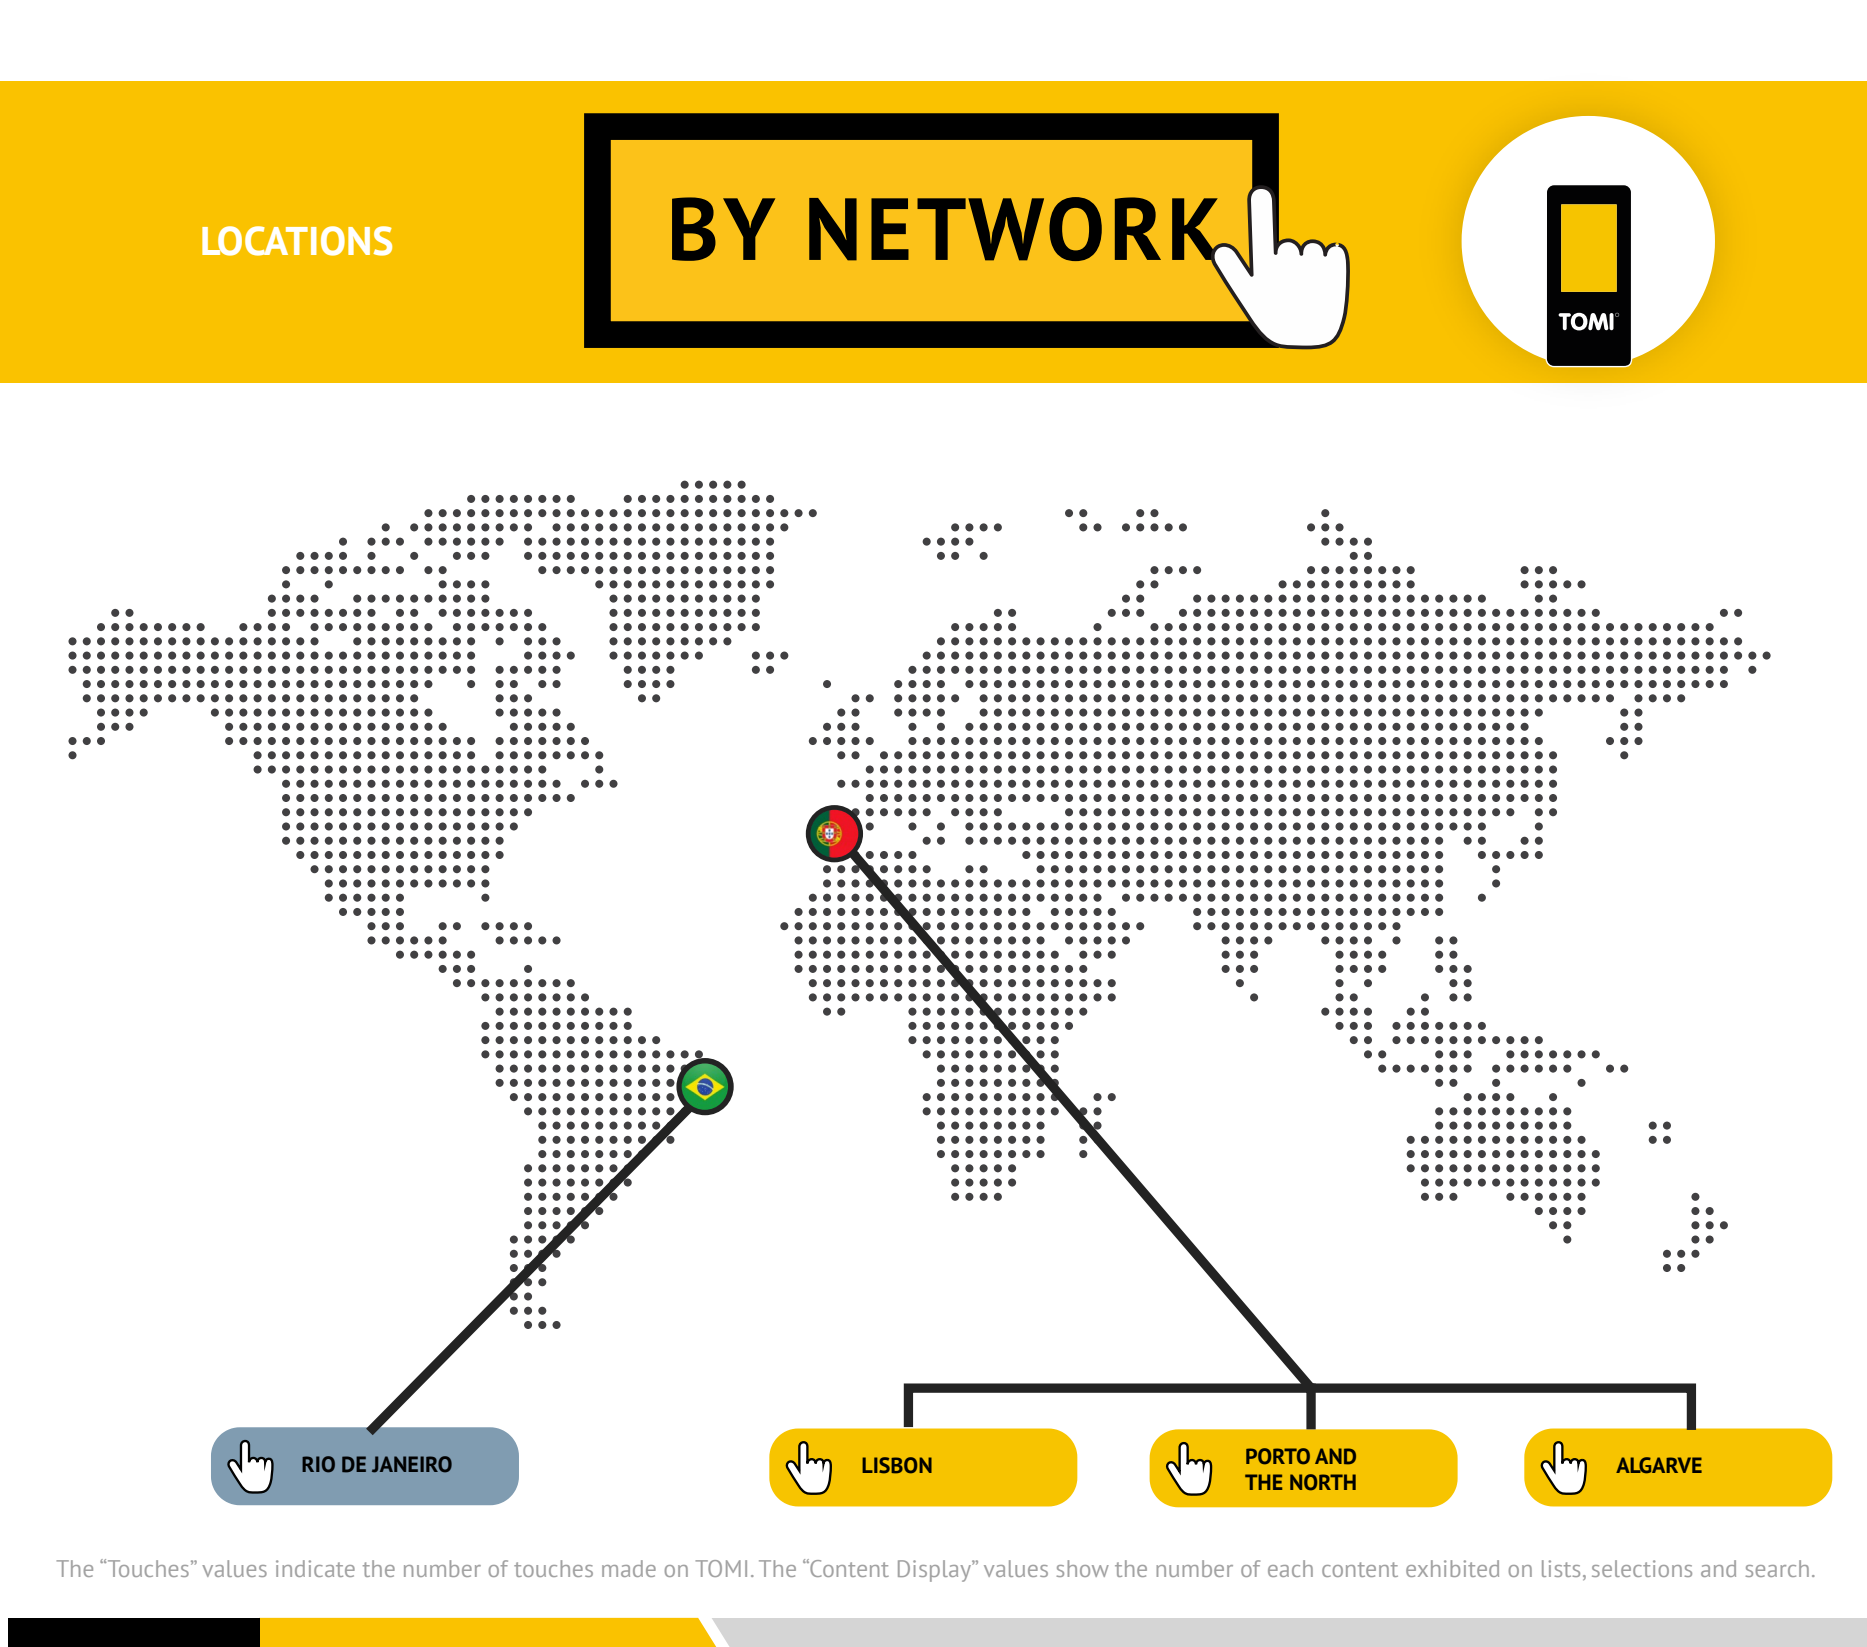 LOCATIONS
BY NETWORK
TOMI
RIO DE JANEIRO
LISBON
PORTO AND
THE NORTH
ALGARVE
The “Touches” values indicate the number of touches made on TOMI. The “Content Display” values show the number of each content exhibited on lists, selections and search.